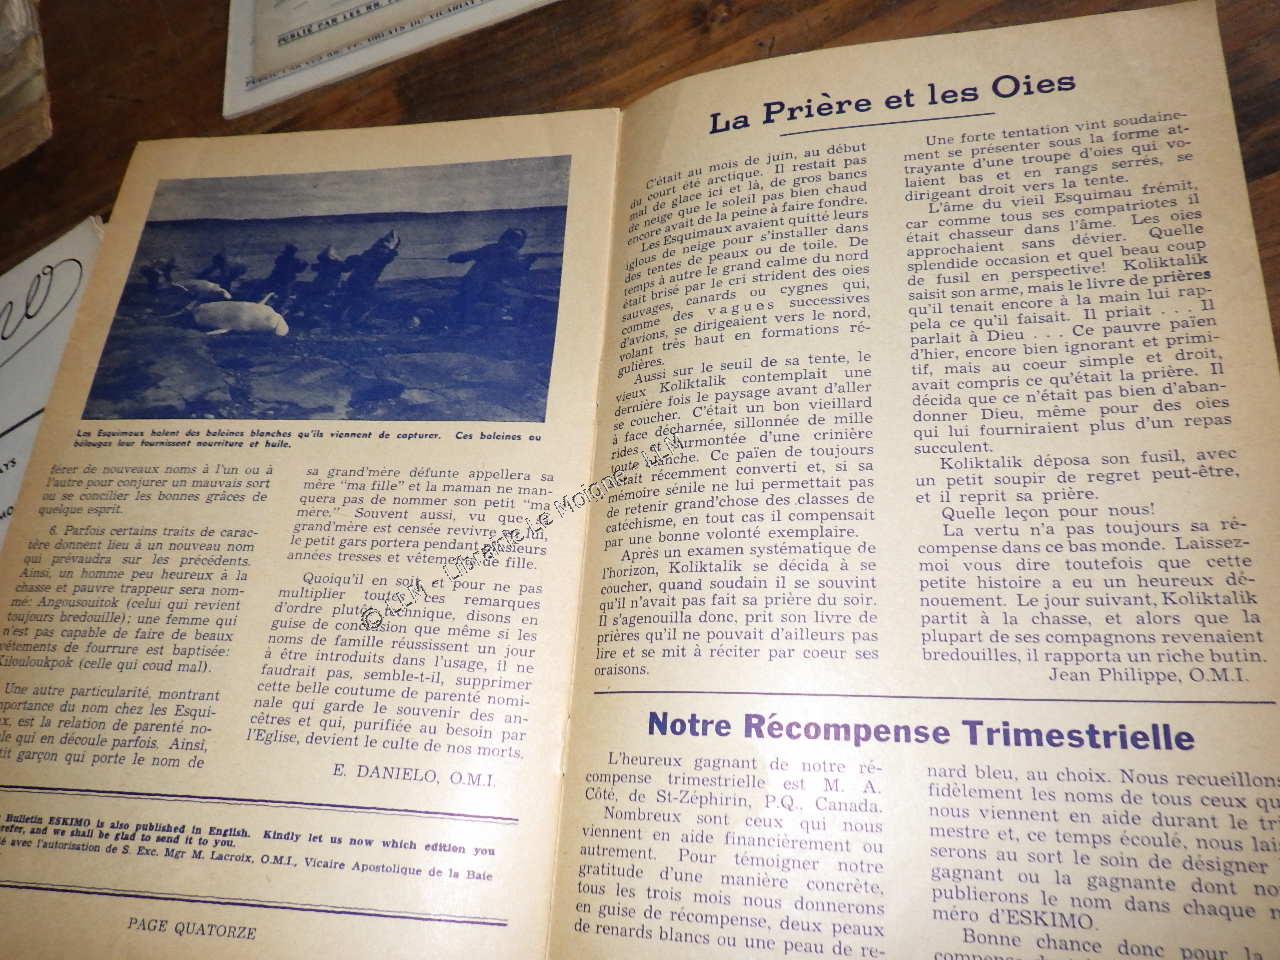 PUBLIÉ PAR LES RR.
Les Esquimaux halent des baleines blanches qu'ils viennent de capturer. Ces baleines ou
bélougas leur fournissent nourriture et huile.
férer de nouveaux noms à l'un ou à
l'autre pour conjurer un mauvais sort
ou se concilier les bonnes grâces de
quelque esprit.
6. Parfois certains traits de carac-
tère donnent lieu à un nouveau nom
qui prévaudra sur les précédents.
Ainsi, un homme peu heureux à la
chasse et pauvre trappeur sera nom-
mé: Angousouitok (celui qui revient
toujours bredouille); une femme qui
n'est pas capable de faire de beaux
vêtements de fourrure est baptisée:
Kilouloukpok (celle qui coud mal).
Une autre particularité, montrant
importance du nom chez les Esqui-
ux, est la relation de parenté no-
le qui en découle parfois. Ainsi,
tit garçon qui porte le nom de
sa grand'mère défunte appellera sa
mère "ma fille" et la maman ne man-
quera pas de nommer son petit "ma
mère." Souvent aussi, vu que sa
grand'mère est censée revivre en lui,
le petit gars portera pendant plusieurs
années tresses et vêtements de fille.
Quoiqu'il en soit, et pour ne pas
multiplier toutes ces remarques
d'ordre plutôt technique, disons en
guise de conclusion que même si les
noms de famille réussissent un jour
à être introduits dans l'usage, il ne
faudrait pas, semble-t-il, supprimer
cette belle coutume de parenté nomi-
nale qui garde le souvenir des an-
cêtres et qui, purifiée au besoin par
l'Eglise, devient le culte de nos morts.
E. DANIELO, O.M.I.
Bulletin ESKIMO is also published in English. Kindly let us now which edition you
refer, and we shall be glad to send it to you.
é avec l'autorisation de S. Exc. Mgr M. Lacroix, O.M.I., Vicaire Apostolique de la Baie
PAGE QUATORZE
La Prière et les Oies
C'était au mois de juin, au début
du court été arctique. Il restait pas
mal de glace ici et là, de gros bancs
de neige que le soleil pas bien chaud
encore avait de la peine à faire fondre.
Les Esquimaux avaient quitté leurs
iglous de neige pour s'installer dans
des tentes de peaux ou de toile. De
temps à autre le grand calme du nord
était brisé par le cri strident des oies
sauvages, canards ou cygnes qui,
comme des vagues successives
d'avions, se dirigeaient vers le nord,
volant très haut en formations ré-
gulières.
Aussi sur le seuil de sa tente, le
vieux Koliktalik contemplait une
dernière fois le paysage avant d'aller
se coucher. C'était un bon vieillard
à face décharnée, sillonnée de mille
rides et surmontée d'une crinière
toute blanche. Ce païen de toujours
était récemment converti et, si sa
mémoire sénile ne lui permettait pas
de retenir grand'chose des classes de
catéchisme, en tout cas il compensait
par une bonne volonté exemplaire.
Après un examen systématique de
l'horizon, Koliktalik se décida à se
coucher, quand soudain il se souvint
qu'il n'avait pas fait sa prière du soir.
Il s'agenouilla donc, prit son livre de
prières qu'il ne pouvait d'ailleurs pas
lire et se mit à réciter par coeur ses
oraisons.
Une forte tentation vint soudaine-
ment se présenter sous la forme at-
trayante d'une troupe d'oies qui vo-
laient bas et en rangs serrés, se
dirigeant droit vers la tente.
L'âme du vieil Esquimau frémit,
car comme tous ses compatriotes il
était chasseur dans l'âme. Les oies
approchaient sans dévier. Quelle
splendide occasion et quel beau coup
de fusil en perspective! Koliktalik
saisit son arme, mais le livre de prières
qu'il tenait encore à la main lui rap-
pela ce qu'il faisait. Il priait . . . Il
parlait à Dieu . . . Ce pauvre païen
d'hier, encore bien ignorant et primi-
tif, mais au coeur simple et droit,
avait compris ce qu'était la prière. Il
décida que ce n'était pas bien d'aban-
donner Dieu, même pour des oies
qui lui fourniraient plus d'un repas
succulent.
Koliktalik déposa son fusil, avec
un petit soupir de regret peut-être,
et il reprit sa prière.
Quelle leçon pour nous!
La vertu n'a pas toujours sa ré-
compense dans ce bas monde. Laissez-
moi vous dire toutefois que cette
petite histoire a eu un heureux dé-
nouement. Le jour suivant, Koliktalik
partit à la chasse, et alors que la
plupart de ses compagnons revenaient
bredouilles, il rapporta un riche butin.
Jean Philippe, O.M.I.
Notre Récompense Trimestrielle
L'heureux gagnant de notre ré-
compense trimestrielle est M. A.
Côté, de St-Zéphirin, P.Q., Canada.
Nombreux sont ceux qui nous
viennent en aide financièrement ou
autrement. Pour témoigner notre
gratitude d'une manière concrète,
tous les trois mois nous donnerons
en guise de récompense, deux peaux
de renards blancs ou une peau de re-
nard bleu, au choix. Nous recueillons
fidèlement les noms de tous ceux qu
nous viennent en aide durant le tri
mestre et, ce temps écoulé, nous lais
serons au sort le soin de désigner
gagnant ou la gagnante dont no
publierons le nom dans chaque n
méro d'ESKIMO.
Bonne chance donc pour la
© LLM Librairie Le Moigne LLM